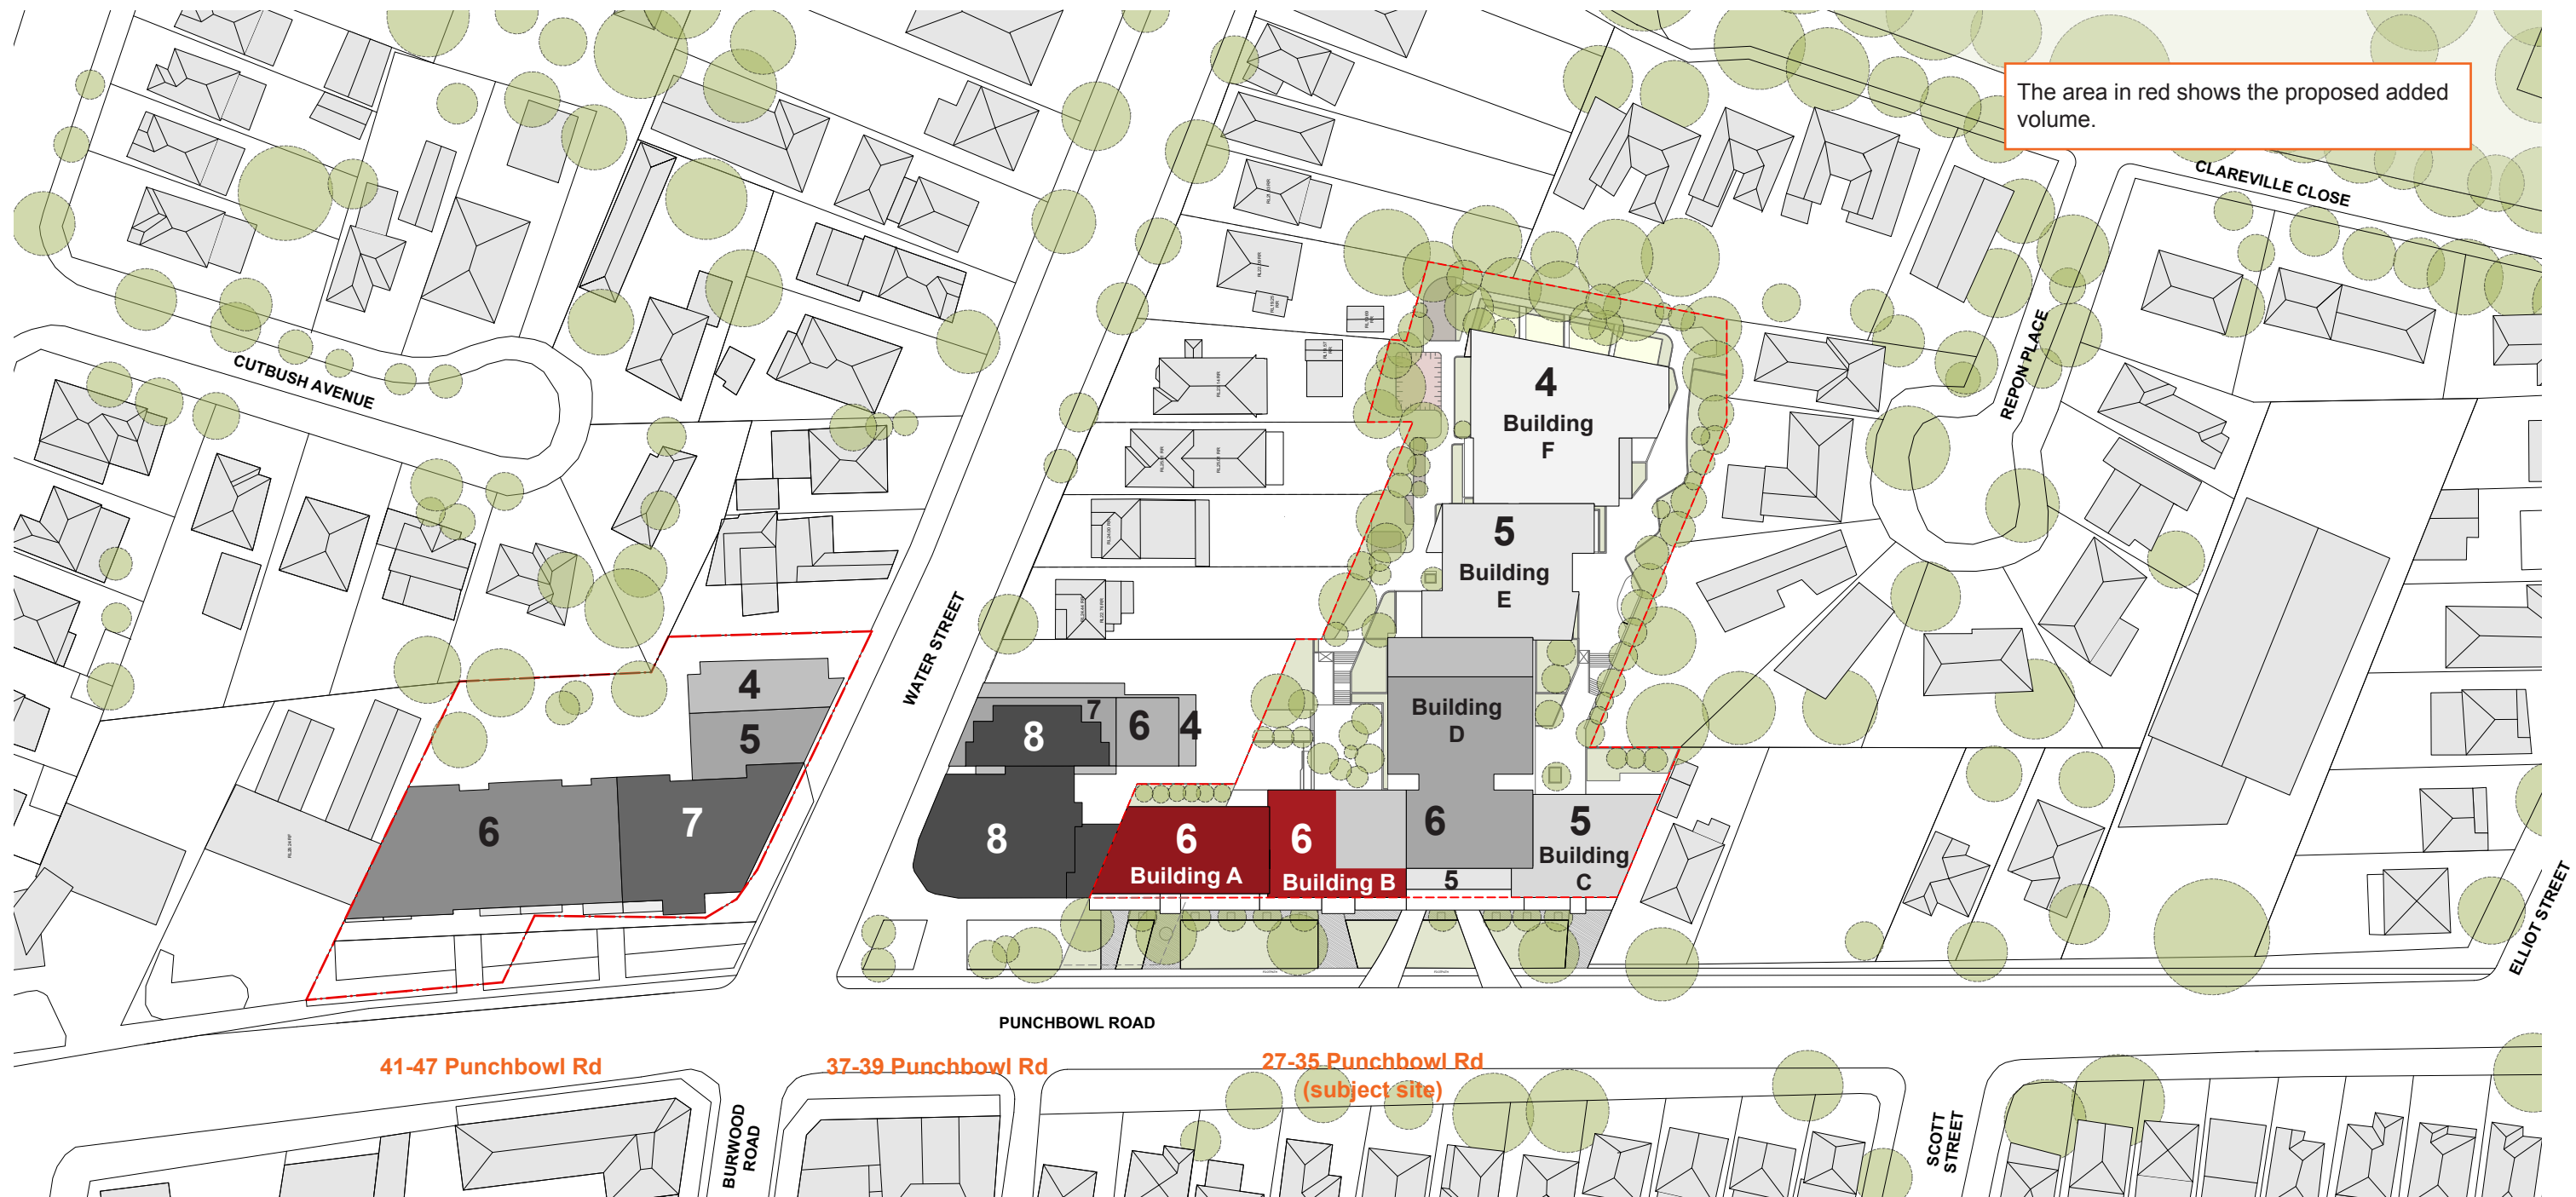 The area in red shows the proposed added
volume.
CLAREVILLE CLOSE
REPON PLACE
CUTBUSH AVENUE
4
Building
F
5
Building
E
WATER STREET
4
5
6
7
8
7
6
4
8
Building
D
6
Building A
6
Building B
6
5
5
Building
C
ELLIOT STREET
PUNCHBOWL ROAD
41-47 Punchbowl Rd
37-39 Punchbowl Rd
27-35 Punchbowl Rd
(subject site)
BURWOOD
ROAD
SCOTT
STREET